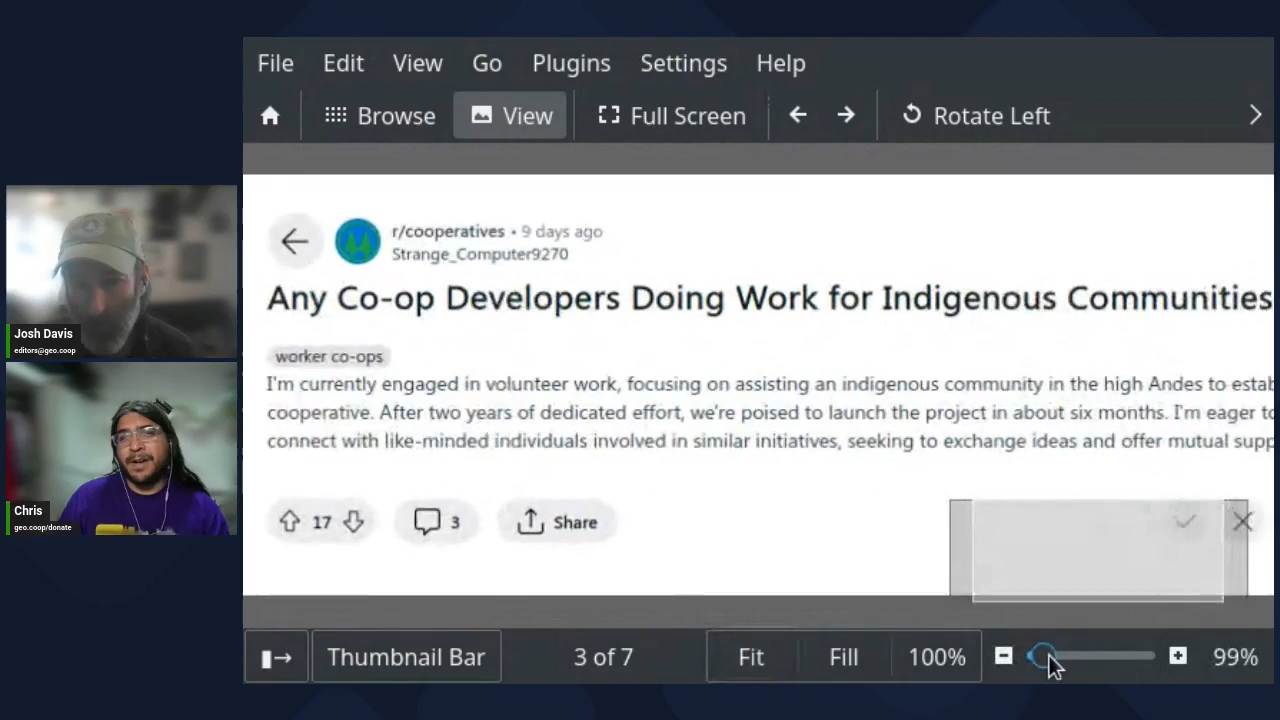 File Edit View Go Plugins Settings Help
Browse View Full Screen Rotate Left
r/cooperatives • 9 days ago
Strange_Computer9270
Any Co-op Developers Doing Work for Indigenous Communities
worker co-ops
I'm currently engaged in volunteer work, focusing on assisting an indigenous community in the high Andes to estab
cooperative. After two years of dedicated effort, we're poised to launch the project in about six months. I'm eager to
connect with like-minded individuals involved in similar initiatives, seeking to exchange ideas and offer mutual supp
17 3 Share
Thumbnail Bar 3 of 7 Fit Fill 100% 99%
Josh Davis
editors@geo.coop
Chris
geo.coop/donate